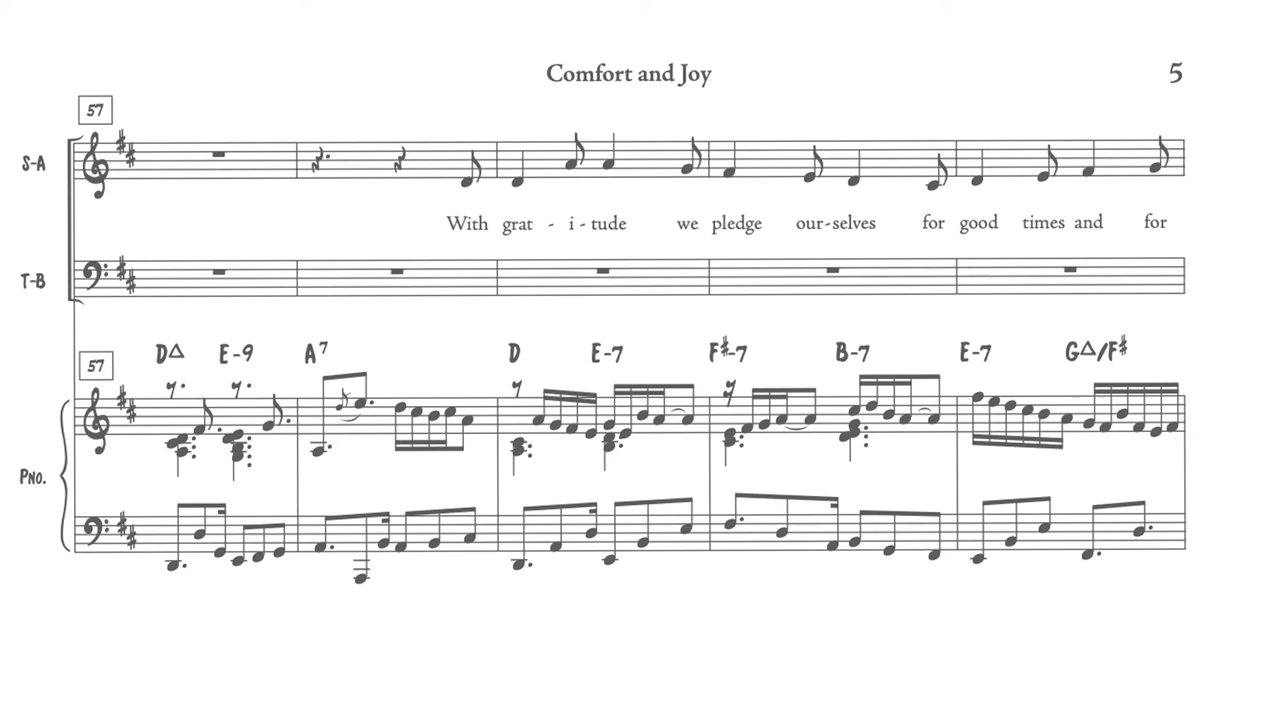 Comfort and Joy 5
57
S-A
With grat - i - tude we pledge our-selves for good times and for
T-B
57 D△ E-9 A7 D E-7 F♯-7 B-7 E-7 G△/F♯
PNO.